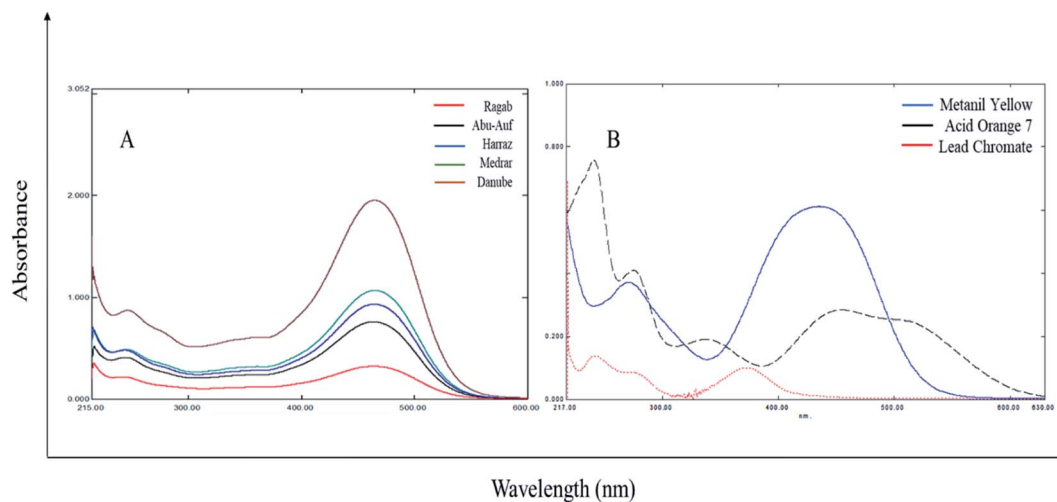 Absorbance
A
3.052
2.000
1.000
0.000
215.00 300.00 400.00 500.00 600.00
Ragab
Abu-Auf
Harraz
Medrar
Danube
B
1.000
0.800
0.200
0.000
217.00 300.00 400.00 500.00 600.00 630.00
nm.
Metanil Yellow
Acid Orange 7
Lead Chromate
Wavelength (nm)